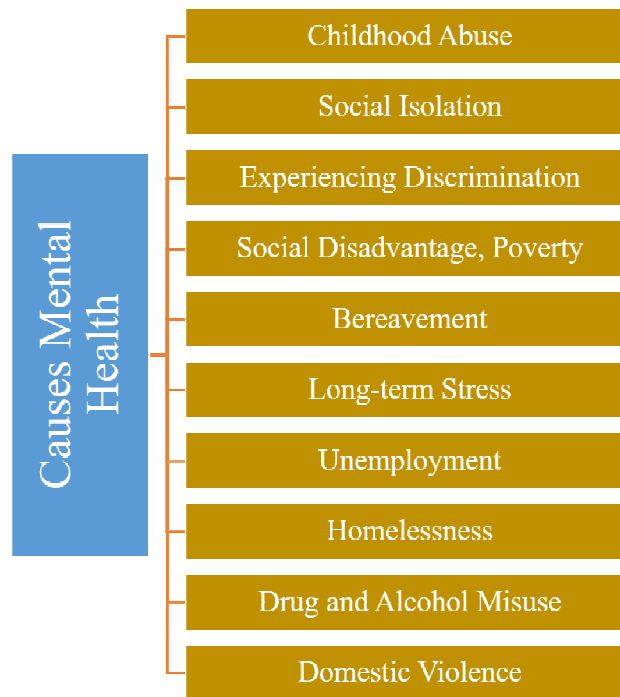 Causes Mental
Health
Childhood Abuse
Social Isolation
Experiencing Discrimination
Social Disadvantage, Poverty
Bereavement
Long-term Stress
Unemployment
Homelessness
Drug and Alcohol Misuse
Domestic Violence